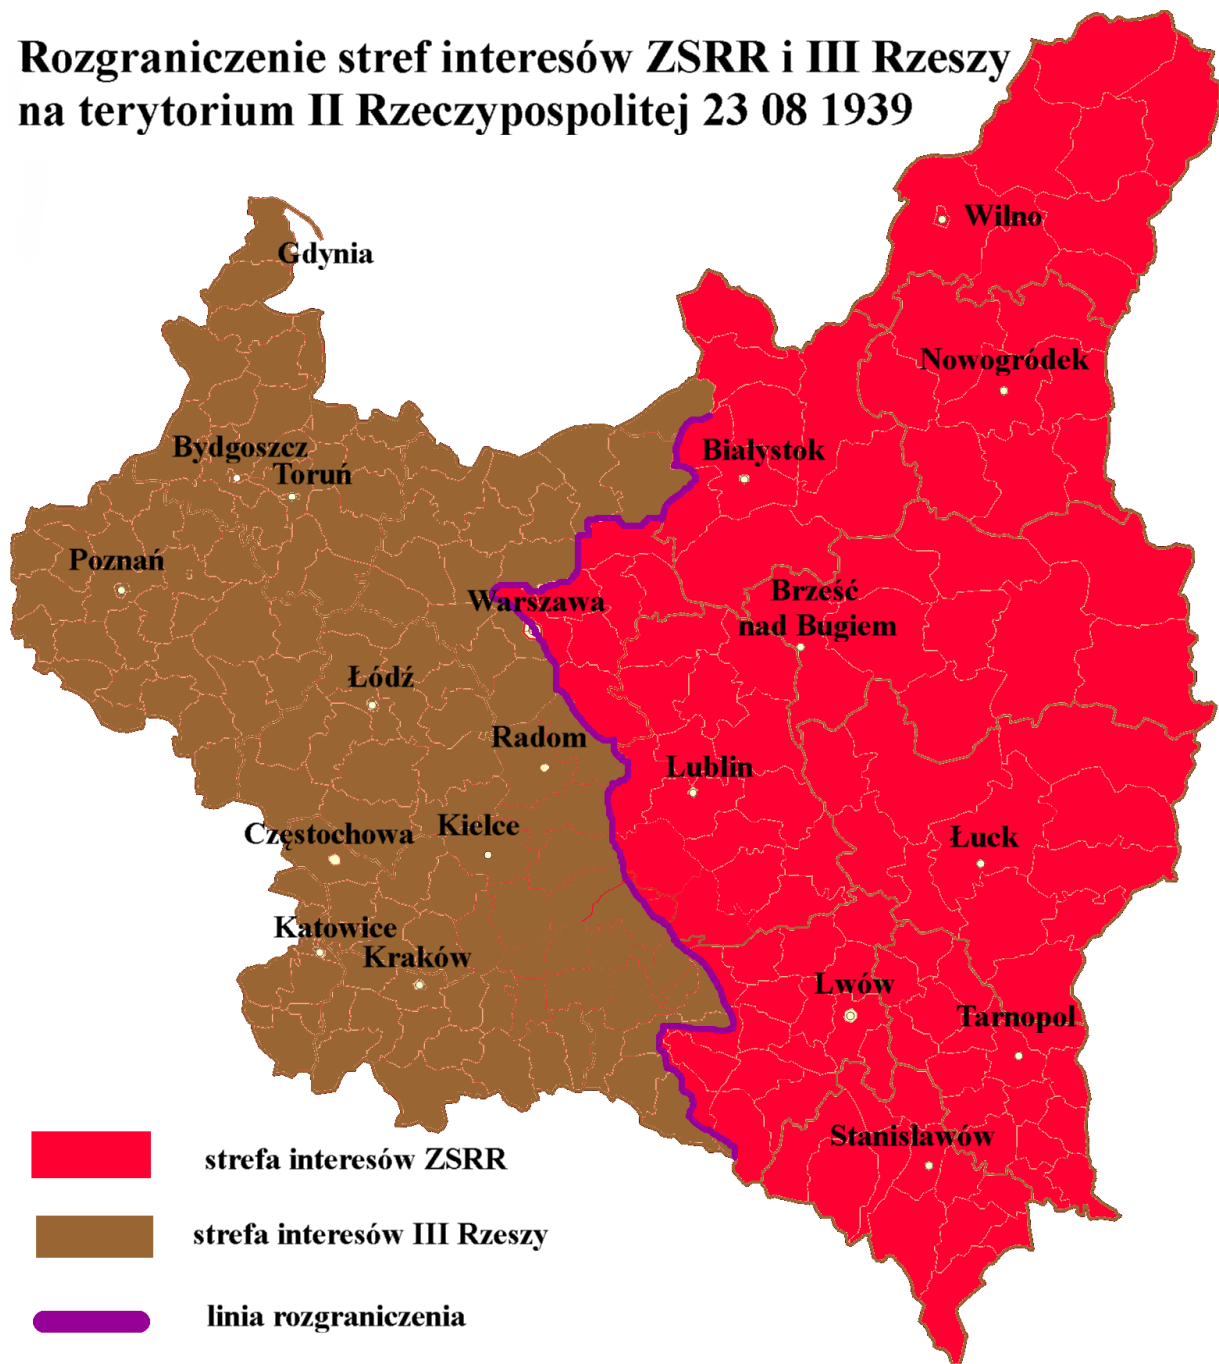 Rozgraniczenie stref interesów ZSRR i III Rzeszy
na terytorium II Rzeczypospolitej 23 08 1939
Wilno
Gdynia
Nowogródek
Bydgoszcz
Białystok
Toruń
Poznań
Warszawa
Brześć
nad Bugiem
Łódź
Radom
Lublin
Częstochowa
Kielce
Łuck
Katowice
Kraków
Lwów
Tarnopol
Stanisławów
strefa interesów ZSRR
strefa interesów III Rzeszy
linia rozgraniczenia